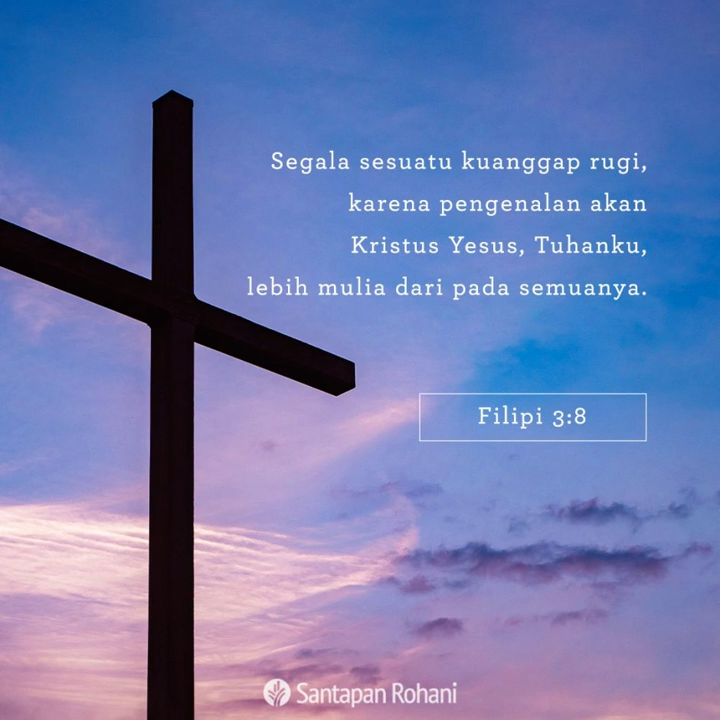 Segala sesuatu kuanggap rugi,
karena pengenalan akan
Kristus Yesus, Tuhanku,
lebih mulia dari pada semuanya.
Filipi 3:8
Santapan Rohani